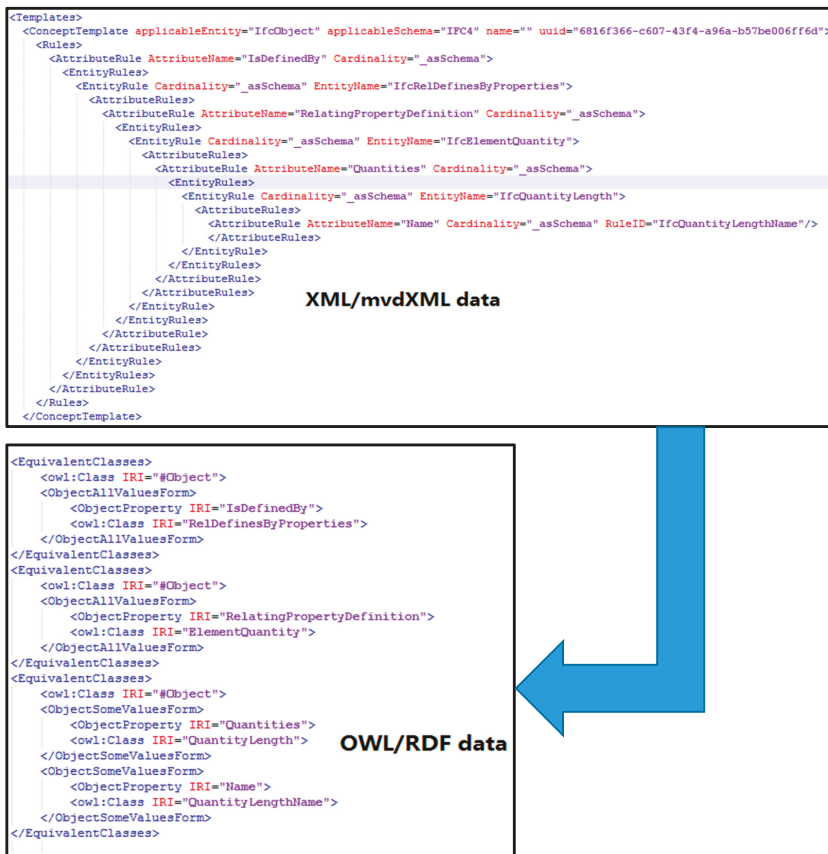 <Templates>
<ConceptTemplate applicableEntity="IfcObject" applicableSchema="IFC4" name="" uuid="6816f366-c607-43f4-a96a-b57be006ff6d">
<Rules>
<AttributeRule AttributeName="IsDefinedBy" Cardinality="_asSchema">
<EntityRules>
<EntityRule Cardinality="_asSchema" EntityName="IfcRelDefinesByProperties">
<AttributeRules>
<AttributeRule AttributeName="RelatingPropertyDefinition" Cardinality="_asSchema">
<EntityRules>
<EntityRule Cardinality="_asSchema" EntityName="IfcElementQuantity">
<AttributeRules>
<AttributeRule AttributeName="Quantities" Cardinality="_asSchema">
<EntityRules>
<EntityRule Cardinality="_asSchema" EntityName="IfcQuantityLength">
<AttributeRules>
<AttributeRule AttributeName="Name" Cardinality="_asSchema" RuleID="IfcQuantityLengthName"/>
</AttributeRules>
</EntityRule>
</EntityRules>
</AttributeRule>
</AttributeRules>
XML/mvdXML data
</EntityRule>
</EntityRules>
</AttributeRule>
</AttributeRules>
</EntityRule>
</EntityRules>
</AttributeRule>
</Rules>
</ConceptTemplate>
<EquivalentClasses>
<owl:Class IRI="#Object">
<ObjectAllValuesForm>
<ObjectProperty IRI="IsDefinedBy">
<owl:Class IRI="RelDefinesByProperties">
</ObjectAllValuesForm>
</EquivalentClasses>
<EquivalentClasses>
<owl:Class IRI="#Object">
<ObjectAllValuesForm>
<ObjectProperty IRI="RelatingPropertyDefinition">
<owl:Class IRI="ElementQuantity">
</ObjectAllValuesForm>
</EquivalentClasses>
<EquivalentClasses>
<owl:Class IRI="#Object">
<ObjectSomeValuesForm>
<ObjectProperty IRI="Quantities">
<owl:Class IRI="QuantityLength">
OWL/RDF data
</ObjectSomeValuesForm>
<ObjectSomeValuesForm>
<ObjectProperty IRI="Name">
<owl:Class IRI="QuantityLengthName">
</ObjectSomeValuesForm>
</EquivalentClasses>